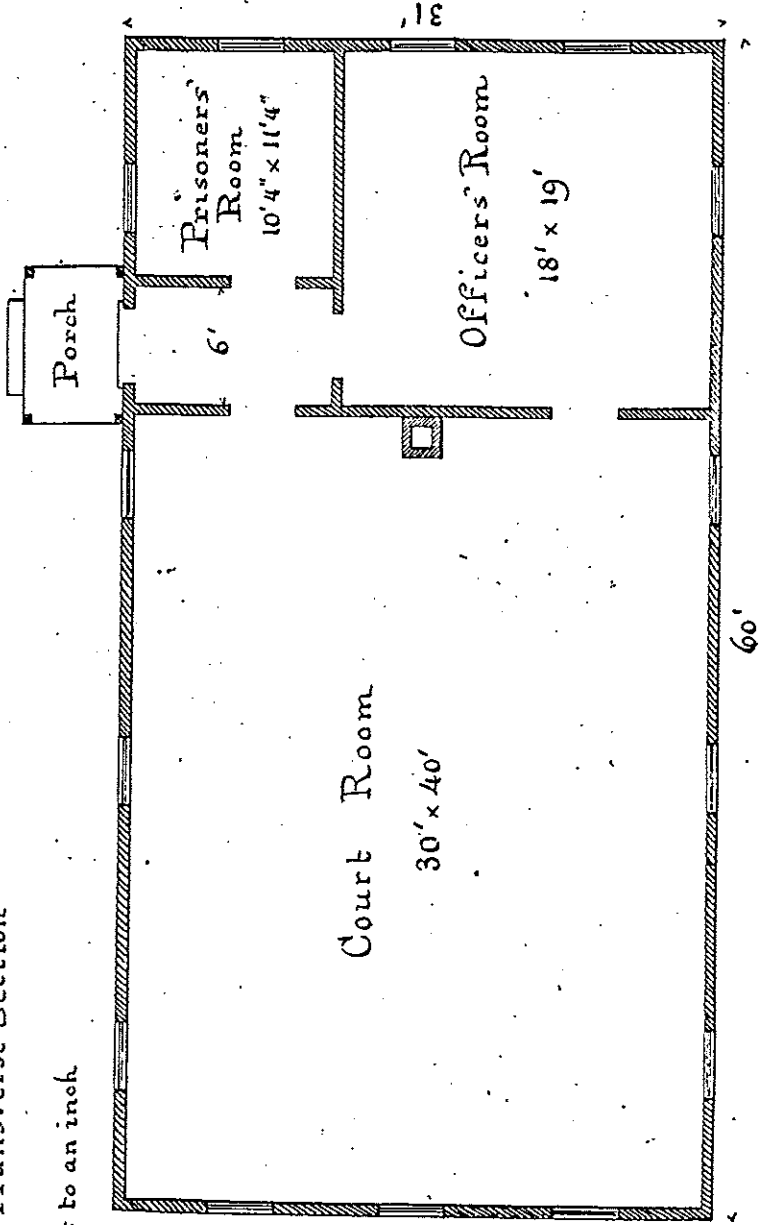 Transverse Section
to an inch
Porch
Prisoners'
Room
10'4" x 11'4"
6'
Officers' Room
18' x 19'
Court Room
30' x 40'
31'
60'